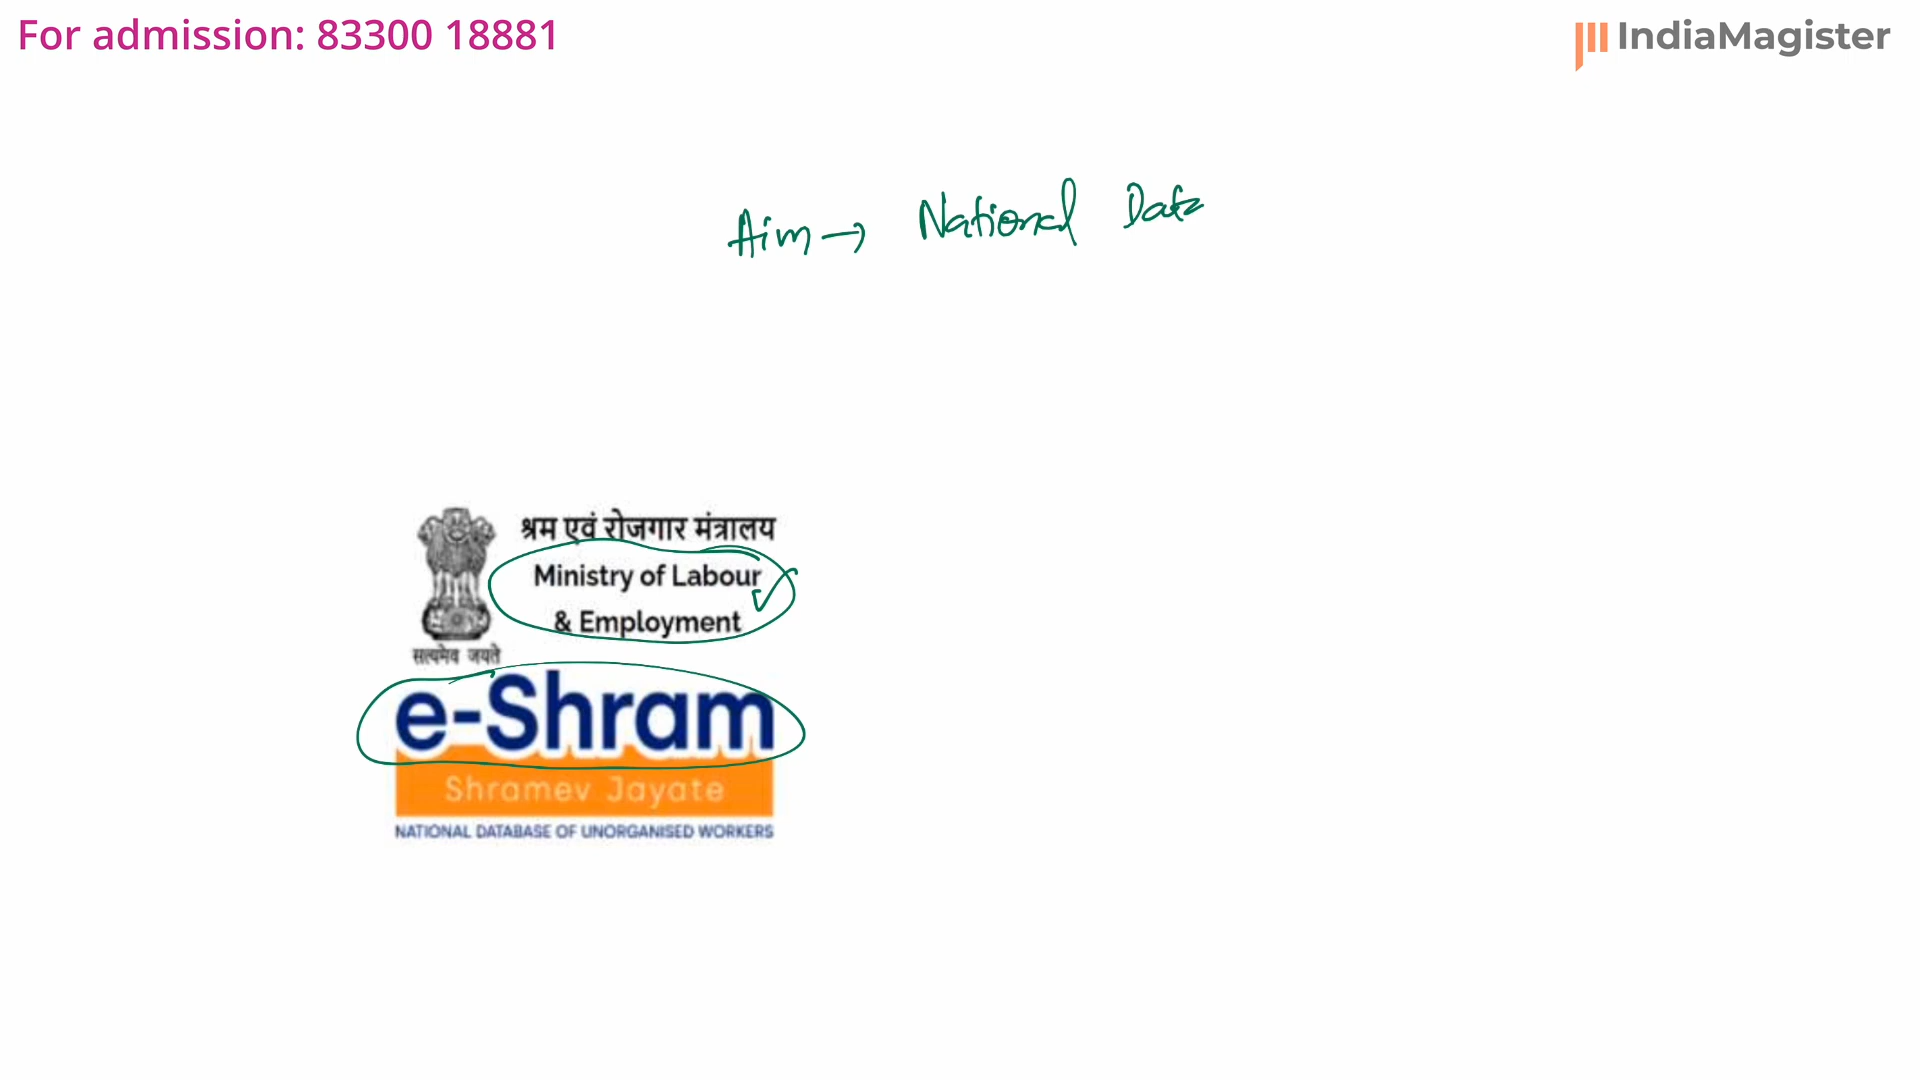 For admission: 83300 18881
IndiaMagister
Aim → National Data
श्रम एवं रोजगार मंत्रालय
Ministry of Labour
& Employment
सत्यमेव जयते
e-Shram
Shramev Jayate
NATIONAL DATABASE OF UNORGANISED WORKERS